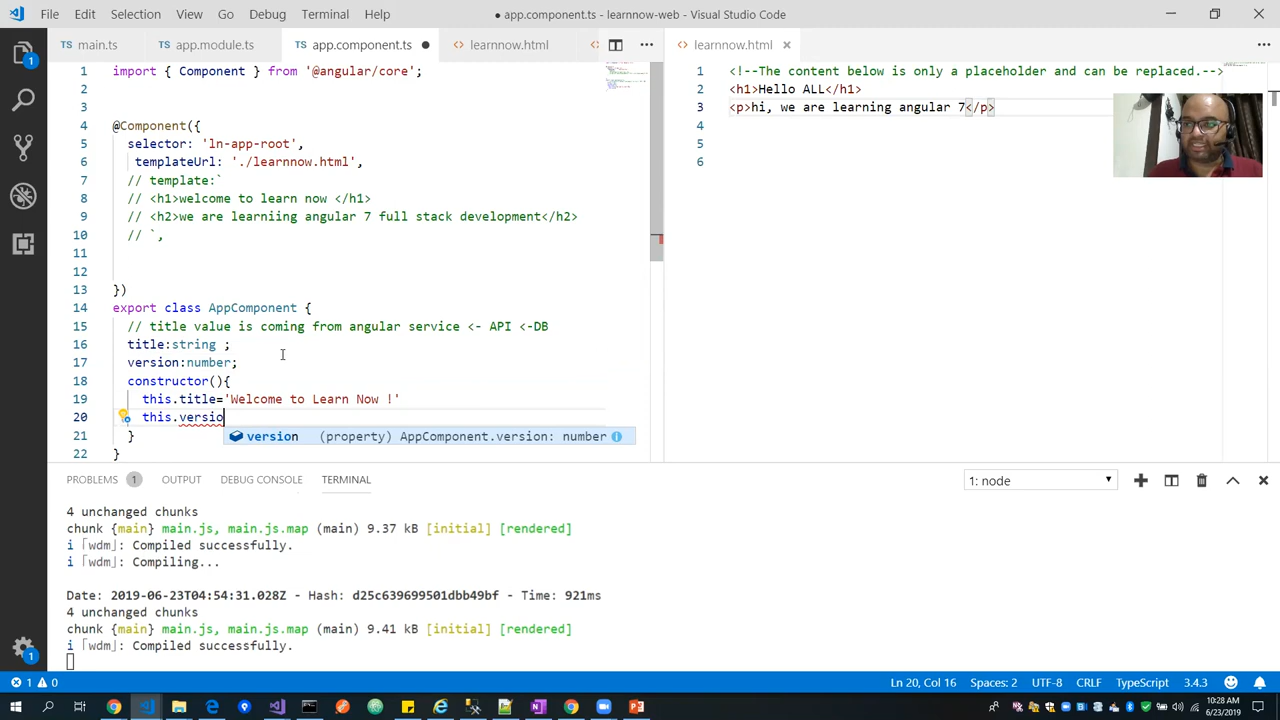 File Edit Selection View Go Debug Terminal Help
● app.component.ts - learnnow-web - Visual Studio Code
TS main.ts TS app.module.ts TS app.component.ts ● <> learnnow.html
<> learnnow.html
1 import { Component } from '@angular/core';
2
3
4 @Component({
5 selector: 'ln-app-root',
6 templateUrl: './learnnow.html',
7 // template:`
8 // <h1>welcome to learn now </h1>
9 // <h2>we are learniing angular 7 full stack development</h2>
10 // `,
11
12
13 })
14 export class AppComponent {
15 // title value is coming from angular service <- API <-DB
16 title:string ;
17 version:number;
18 constructor(){
19 this.title='Welcome to Learn Now !'
20 this.versio
version (property) AppComponent.version: number
21 }
22 }
1 <!--The content below is only a placeholder and can be replaced.-->
2 <h1>Hello ALL</h1>
3 <p>hi, we are learning angular 7</p>
4
5
6
PROBLEMS 1 OUTPUT DEBUG CONSOLE TERMINAL
1: node
4 unchanged chunks
chunk {main} main.js, main.js.map (main) 9.37 kB [initial] [rendered]
i 「wdm」: Compiled successfully.
i 「wdm」: Compiling...
Date: 2019-06-23T04:54:31.028Z - Hash: d25c639699501dbb49bf - Time: 921ms
4 unchanged chunks
chunk {main} main.js, main.js.map (main) 9.41 kB [initial] [rendered]
i 「wdm」: Compiled successfully.
1 0
Ln 20, Col 16 Spaces: 2 UTF-8 CRLF TypeScript 3.4.3
10:28 AM
6/23/2019